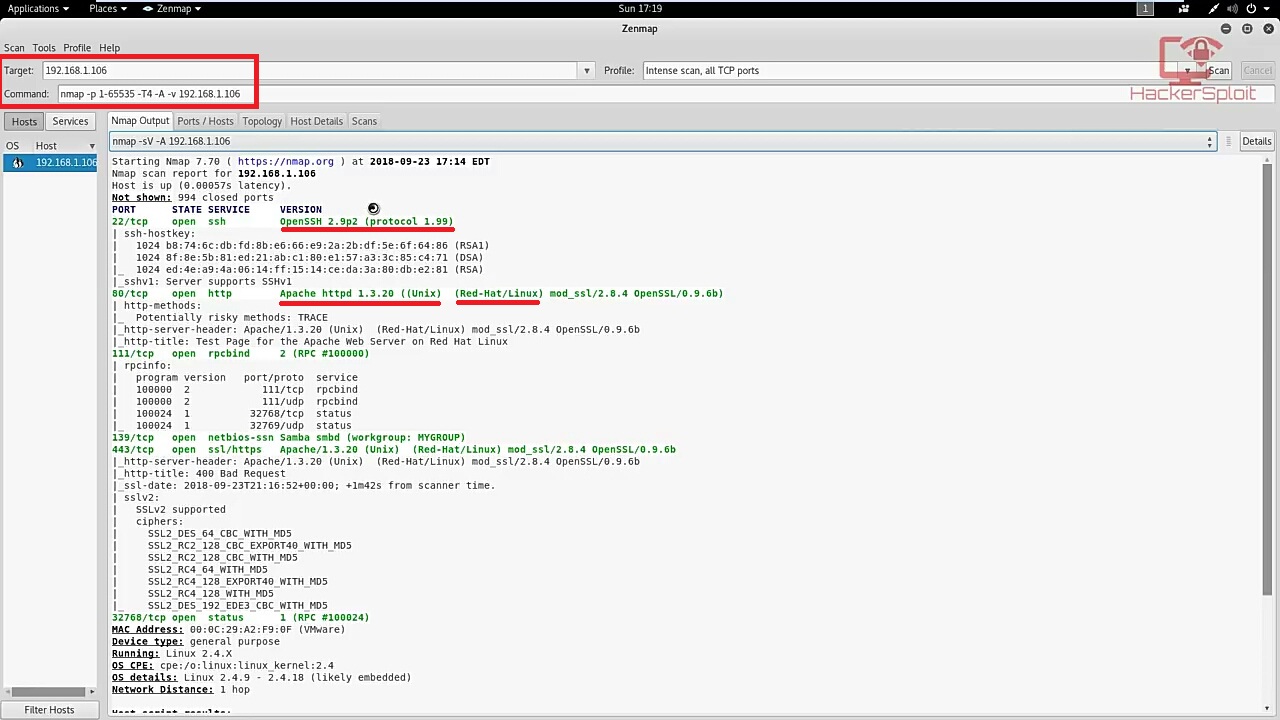 Applications Places Zenmap Sun 17:19 1
Zenmap
Scan Tools Profile Help
Target: 192.168.1.106 Profile: Intense scan, all TCP ports Scan Cancel
Command: nmap -p 1-65535 -T4 -A -v 192.168.1.106
HackerSploit
Hosts Services Nmap Output Ports / Hosts Topology Host Details Scans
OS Host nmap -sV -A 192.168.1.106 Details
192.168.1.106
Starting Nmap 7.70 ( https://nmap.org ) at 2018-09-23 17:14 EDT
Nmap scan report for 192.168.1.106
Host is up (0.00057s latency).
Not shown: 994 closed ports
PORT STATE SERVICE VERSION
22/tcp open ssh OpenSSH 2.9p2 (protocol 1.99)
| ssh-hostkey:
| 1024 b8:74:6c:db:fd:8b:e6:66:e9:2a:2b:df:5e:6f:64:86 (RSA1)
| 1024 8f:8e:5b:81:ed:21:ab:c1:80:e1:57:a3:3c:85:c4:71 (DSA)
|_ 1024 ed:4e:a9:4a:06:14:ff:15:14:ce:da:3a:80:db:e2:81 (RSA)
|_sshv1: Server supports SSHv1
80/tcp open http Apache httpd 1.3.20 ((Unix) (Red-Hat/Linux) mod_ssl/2.8.4 OpenSSL/0.9.6b)
| http-methods:
|_ Potentially risky methods: TRACE
|_http-server-header: Apache/1.3.20 (Unix) (Red-Hat/Linux) mod_ssl/2.8.4 OpenSSL/0.9.6b
|_http-title: Test Page for the Apache Web Server on Red Hat Linux
111/tcp open rpcbind 2 (RPC #100000)
| rpcinfo:
| program version port/proto service
| 100000 2 111/tcp rpcbind
| 100000 2 111/udp rpcbind
| 100024 1 32768/tcp status
|_ 100024 1 32769/udp status
139/tcp open netbios-ssn Samba smbd (workgroup: MYGROUP)
443/tcp open ssl/https Apache/1.3.20 (Unix) (Red-Hat/Linux) mod_ssl/2.8.4 OpenSSL/0.9.6b
|_http-server-header: Apache/1.3.20 (Unix) (Red-Hat/Linux) mod_ssl/2.8.4 OpenSSL/0.9.6b
|_http-title: 400 Bad Request
|_ssl-date: 2018-09-23T21:16:52+00:00; +1m42s from scanner time.
| sslv2:
| SSLv2 supported
| ciphers:
| SSL2_DES_64_CBC_WITH_MD5
| SSL2_RC2_128_CBC_EXPORT40_WITH_MD5
| SSL2_RC2_128_CBC_WITH_MD5
| SSL2_RC4_64_WITH_MD5
| SSL2_RC4_128_EXPORT40_WITH_MD5
| SSL2_RC4_128_WITH_MD5
|_ SSL2_DES_192_EDE3_CBC_WITH_MD5
32768/tcp open status 1 (RPC #100024)
MAC Address: 00:0C:29:A2:F9:0F (VMware)
Device type: general purpose
Running: Linux 2.4.X
OS CPE: cpe:/o:linux:linux_kernel:2.4
OS details: Linux 2.4.9 - 2.4.18 (likely embedded)
Network Distance: 1 hop
Host script results:
Filter Hosts